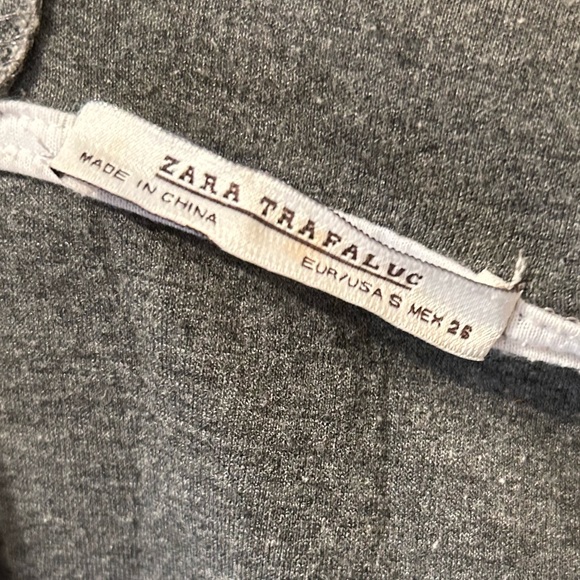 ZARA TRAFALUC
MADE IN CHINA
EUR/USA S MEX 26